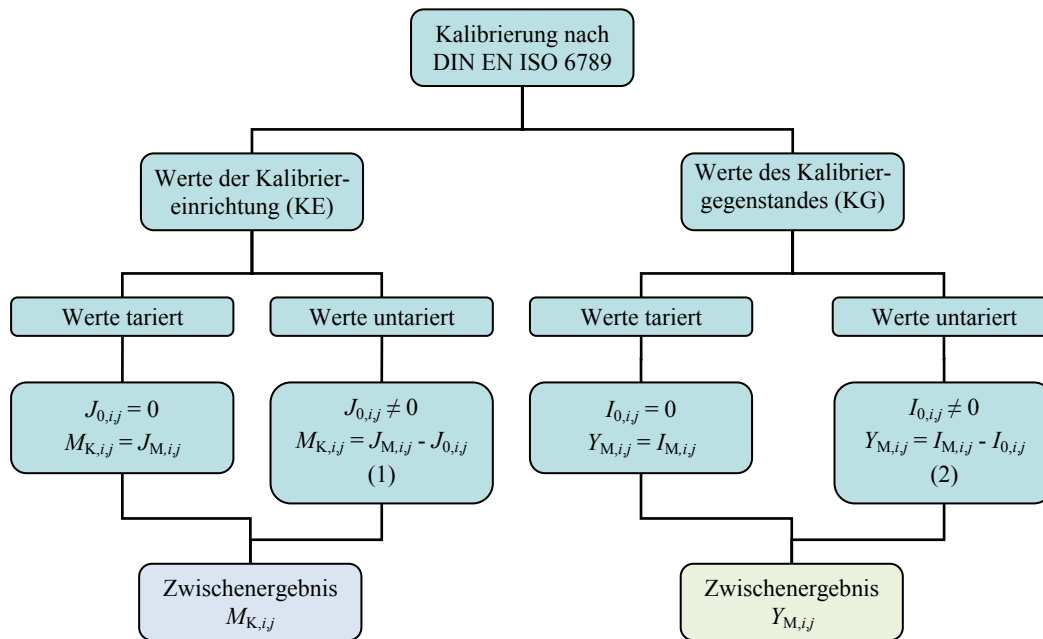 Kalibrierung nach
DIN EN ISO 6789
Werte der Kalibrier-
einrichtung (KE)
Werte des Kalibrier-
gegenstandes (KG)
Werte tariert
Werte untariert
Werte tariert
Werte untariert
J0,i,j = 0
MK,i,j = JM,i,j
J0,i,j ≠ 0
MK,i,j = JM,i,j - J0,i,j
(1)
I0,i,j = 0
YM,i,j = IM,i,j
I0,i,j ≠ 0
YM,i,j = IM,i,j - I0,i,j
(2)
Zwischenergebnis
MK,i,j
Zwischenergebnis
YM,i,j